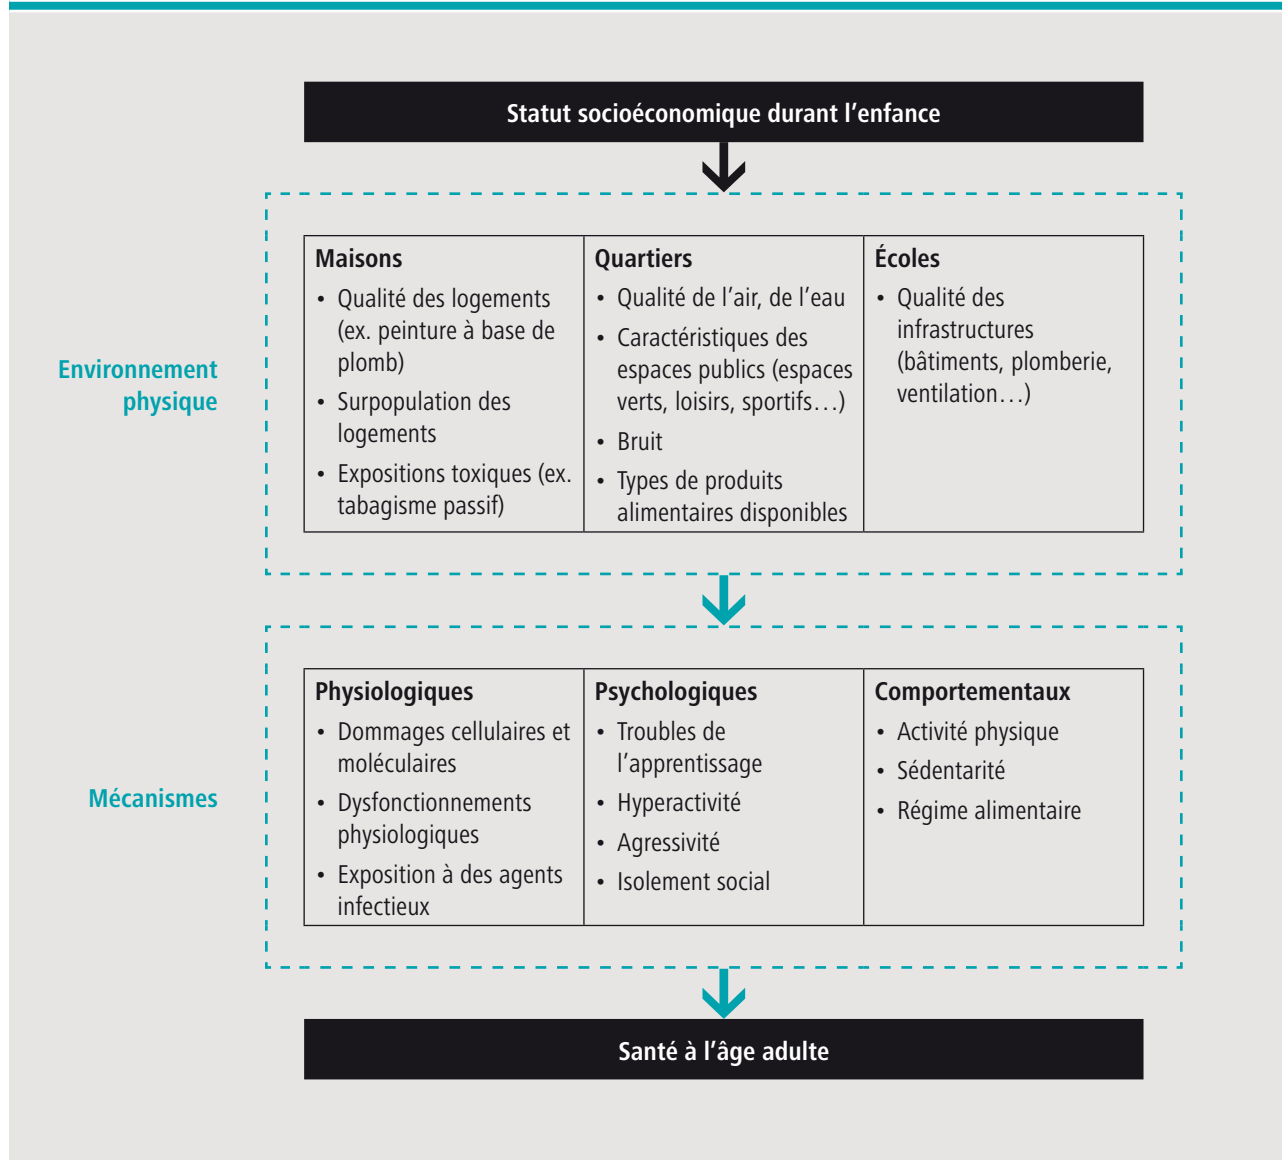 Statut socioéconomique durant l’enfance
Environnement
physique
Maisons
• Qualité des logements
(ex. peinture à base de
plomb)
• Surpopulation des
logements
• Expositions toxiques (ex.
tabagisme passif)
Quartiers
• Qualité de l’air, de l’eau
• Caractéristiques des
espaces publics (espaces
verts, loisirs, sportifs…)
• Bruit
• Types de produits
alimentaires disponibles
Écoles
• Qualité des
infrastructures
(bâtiments, plomberie,
ventilation…)
Mécanismes
Physiologiques
• Dommages cellulaires et
moléculaires
• Dysfonctionnements
physiologiques
• Exposition à des agents
infectieux
Psychologiques
• Troubles de
l’apprentissage
• Hyperactivité
• Agressivité
• Isolement social
Comportementaux
• Activité physique
• Sédentarité
• Régime alimentaire
Santé à l’âge adulte